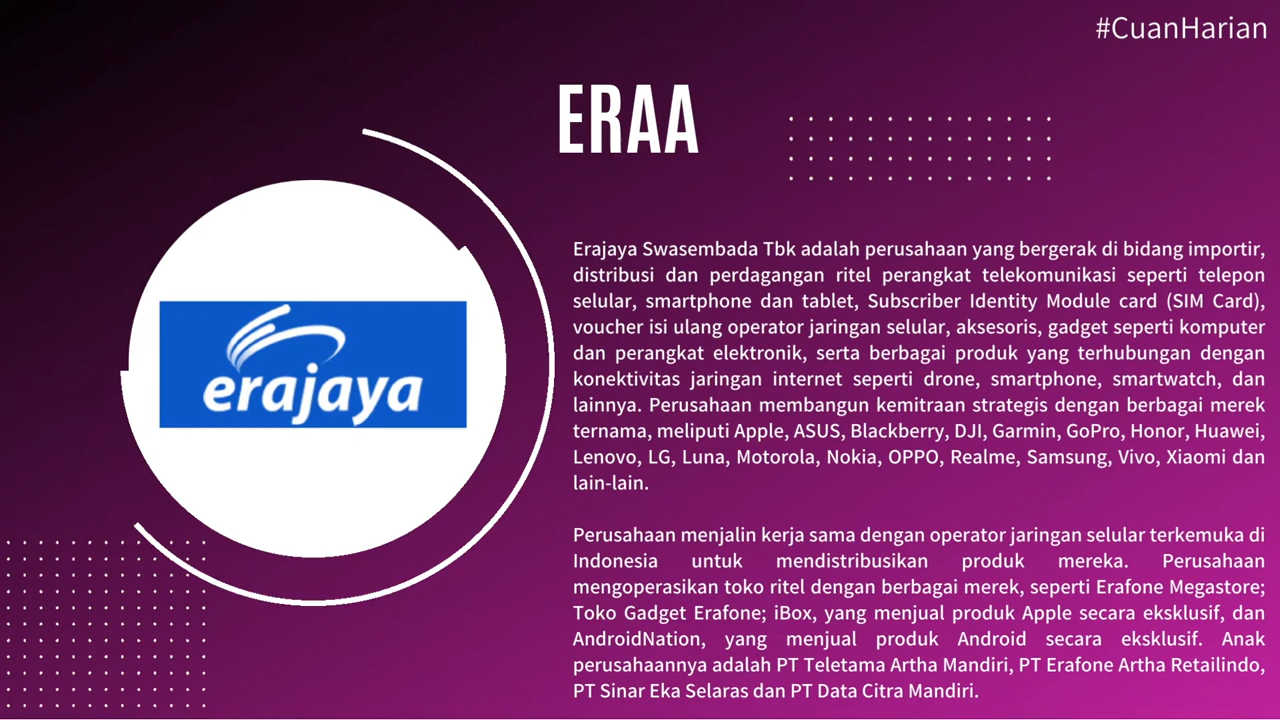 #CuanHarian
ERAA
erajaya
Erajaya Swasembada Tbk adalah perusahaan yang bergerak di bidang importir,
distribusi dan perdagangan ritel perangkat telekomunikasi seperti telepon
selular, smartphone dan tablet, Subscriber Identity Module card (SIM Card),
voucher isi ulang operator jaringan selular, aksesoris, gadget seperti komputer
dan perangkat elektronik, serta berbagai produk yang terhubungan dengan
konektivitas jaringan internet seperti drone, smartphone, smartwatch, dan
lainnya. Perusahaan membangun kemitraan strategis dengan berbagai merek
ternama, meliputi Apple, ASUS, Blackberry, DJI, Garmin, GoPro, Honor, Huawei,
Lenovo, LG, Luna, Motorola, Nokia, OPPO, Realme, Samsung, Vivo, Xiaomi dan
lain-lain.
Perusahaan menjalin kerja sama dengan operator jaringan selular terkemuka di
Indonesia untuk mendistribusikan produk mereka. Perusahaan
mengoperasikan toko ritel dengan berbagai merek, seperti Erafone Megastore;
Toko Gadget Erafone; iBox, yang menjual produk Apple secara eksklusif, dan
AndroidNation, yang menjual produk Android secara eksklusif. Anak
perusahaannya adalah PT Teletama Artha Mandiri, PT Erafone Artha Retailindo,
PT Sinar Eka Selaras dan PT Data Citra Mandiri.